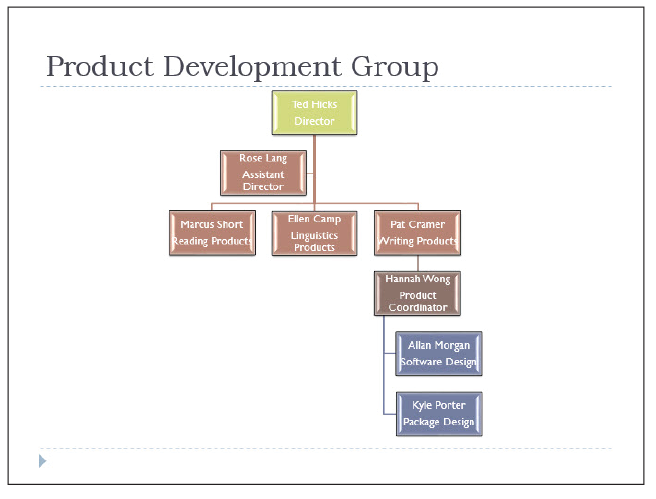 Product Development Group
Ted Hicks
Director
Rose Lang
Assistant
Director
Marcus Short
Reading Products
Ellen Camp
Linguistics
Products
Pat Cramer
Writing Products
Hannah Wong
Product
Coordinator
Allan Morgan
Software Design
Kyle Porter
Package Design